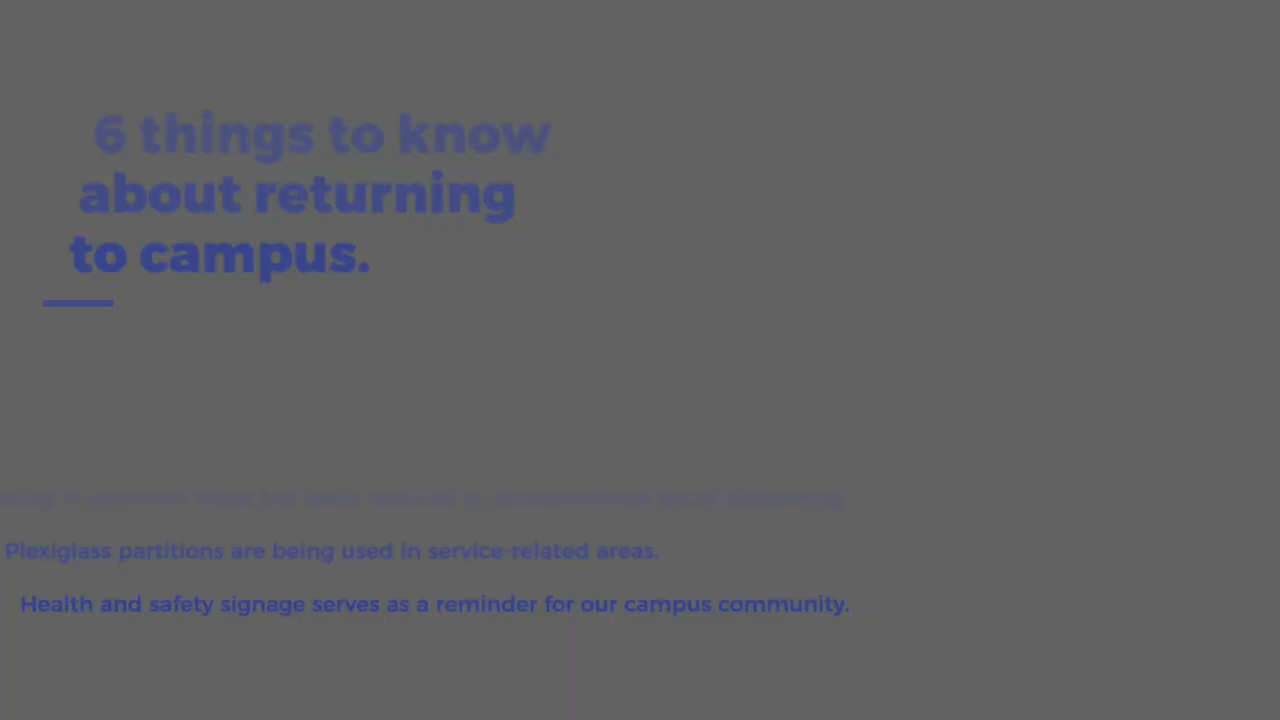 6 things to know
about returning
to campus.
Plexiglass partitions are being used in service-related areas.
Health and safety signage serves as a reminder for our campus community.